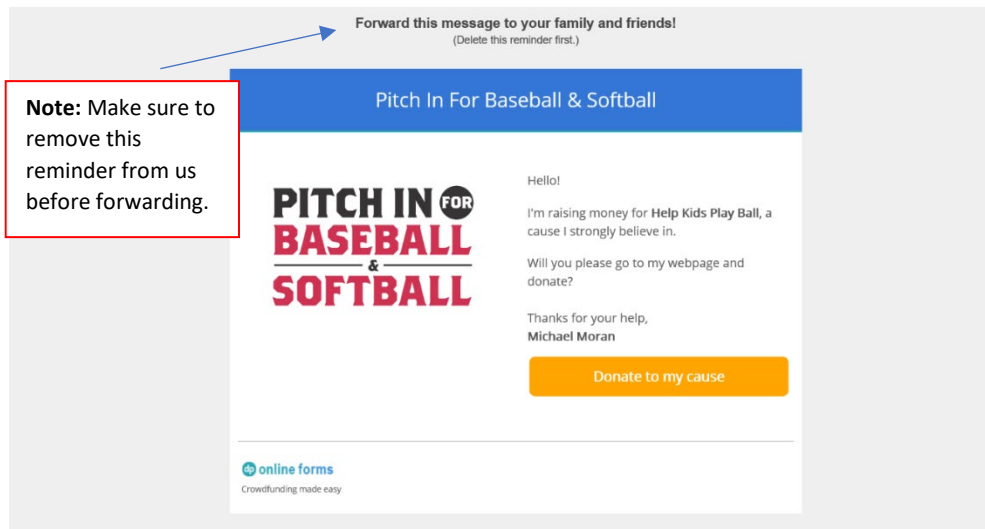 Forward this message to your family and friends!
(Delete this reminder first.)
Note: Make sure to
remove this
reminder from us
before forwarding.
Pitch In For Baseball & Softball
PITCH IN FOR
BASEBALL
&
SOFTBALL
Hello!
I'm raising money for Help Kids Play Ball, a
cause I strongly believe in.
Will you please go to my webpage and
donate?
Thanks for your help,
Michael Moran
Donate to my cause
dp online forms
Crowdfunding made easy